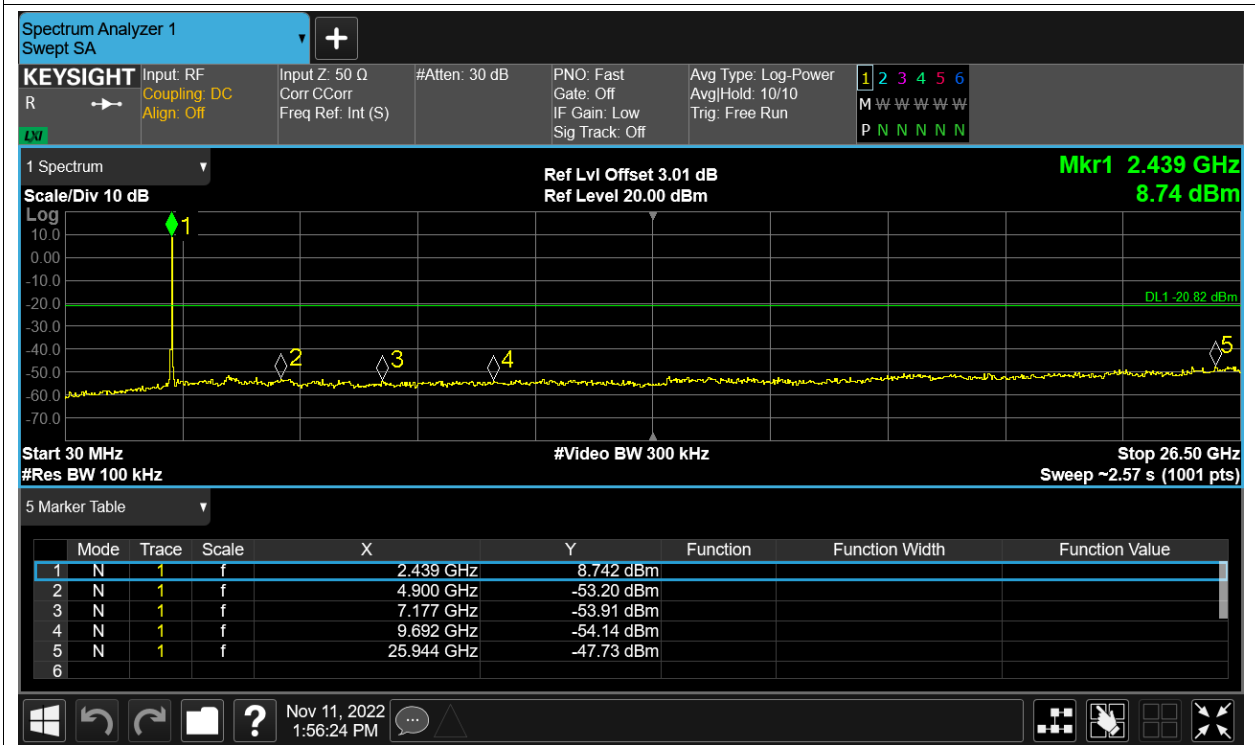 Spectrum Analyzer 1
Swept SA
KEYSIGHT
R
LXI
Input: RF
Coupling: DC
Align: Off
Input Z: 50 Ω
Corr CCorr
Freq Ref: Int (S)
#Atten: 30 dB
PNO: Fast
Gate: Off
IF Gain: Low
Sig Track: Off
Avg Type: Log-Power
Avg|Hold: 10/10
Trig: Free Run
1 2 3 4 5 6
M W W W W W
P N N N N N
1 Spectrum
Scale/Div 10 dB
Ref Lvl Offset 3.01 dB
Ref Level 20.00 dBm
Mkr1 2.439 GHz
8.74 dBm
Log
10.0
0.00
-10.0
-20.0
-30.0
-40.0
-50.0
-60.0
-70.0
1
2
3
4
5
DL1 -20.82 dBm
Start 30 MHz
#Res BW 100 kHz
#Video BW 300 kHz
Stop 26.50 GHz
Sweep ~2.57 s (1001 pts)
5 Marker Table
Mode Trace Scale X Y Function Function Width Function Value
1 N 1 f 2.439 GHz 8.742 dBm
2 N 1 f 4.900 GHz -53.20 dBm
3 N 1 f 7.177 GHz -53.91 dBm
4 N 1 f 9.692 GHz -54.14 dBm
5 N 1 f 25.944 GHz -47.73 dBm
6
?
Nov 11, 2022
1:56:24 PM